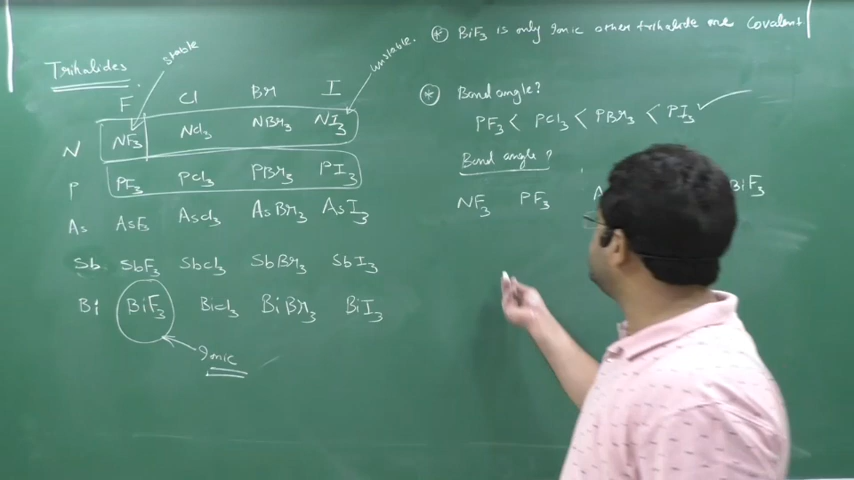 Trihalides
stable
unstable.
F Cl Br I
N NF3 NCl3 NBr3 NI3
P PF3 PCl3 PBr3 PI3
As AsF3 AsCl3 AsBr3 AsI3
Sb SbF3 SbCl3 SbBr3 SbI3
Bi BiF3 BiCl3 BiBr3 BiI3
Ionic
* BiF3 is only Ionic other trihalide are Covalent
* Bond angle?
PF3 < PCl3 < PBr3 < PI3 ✓
Bond angle?
NF3 PF3 A BiF3